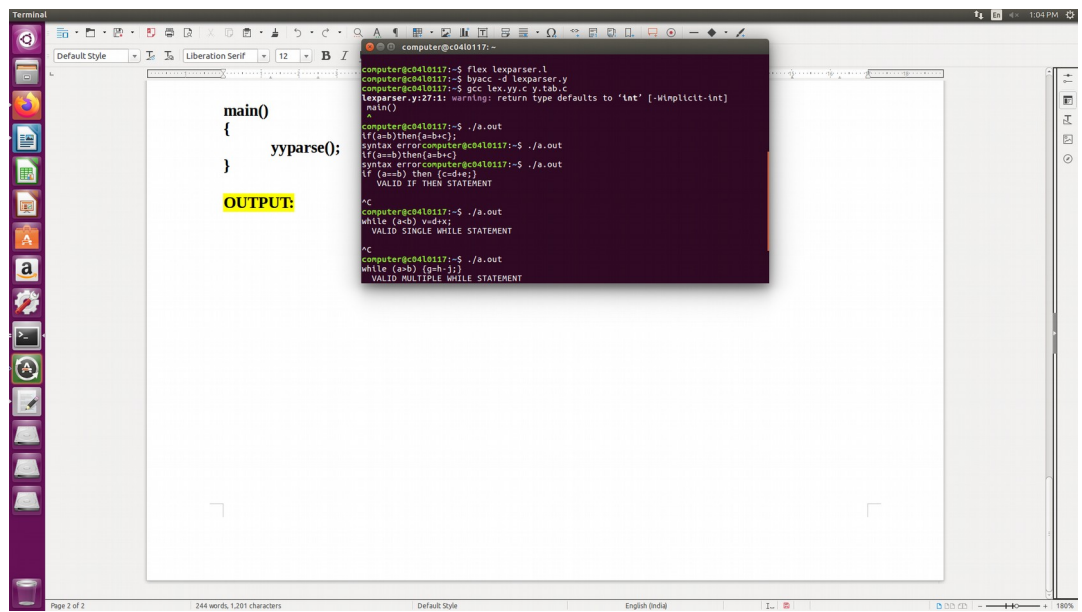 Terminal
En
1:04 PM
Default Style
Liberation Serif
12
B I
main()
{
yyparse();
}
OUTPUT:
computer@c04l0117: ~
computer@c04l0117:~$ flex lexparser.l
computer@c04l0117:~$ byacc -d lexparser.y
computer@c04l0117:~$ gcc lex.yy.c y.tab.c
lexparser.y:27:1: warning: return type defaults to ‘int’ [-Wimplicit-int]
main()
^
computer@c04l0117:~$ ./a.out
if(a=b)then{a=b+c};
syntax errorcomputer@c04l0117:~$ ./a.out
if(a==b)then{a=b+c}
syntax errorcomputer@c04l0117:~$ ./a.out
if (a==b) then {c=d+e;}
VALID IF THEN STATEMENT
^C
computer@c04l0117:~$ ./a.out
while (a<b) v=d+x;
VALID SINGLE WHILE STATEMENT
^C
computer@c04l0117:~$ ./a.out
while (a>b) {g=h-j;}
VALID MULTIPLE WHILE STATEMENT
Page 2 of 2
244 words, 1,201 characters
Default Style
English (India)
180%